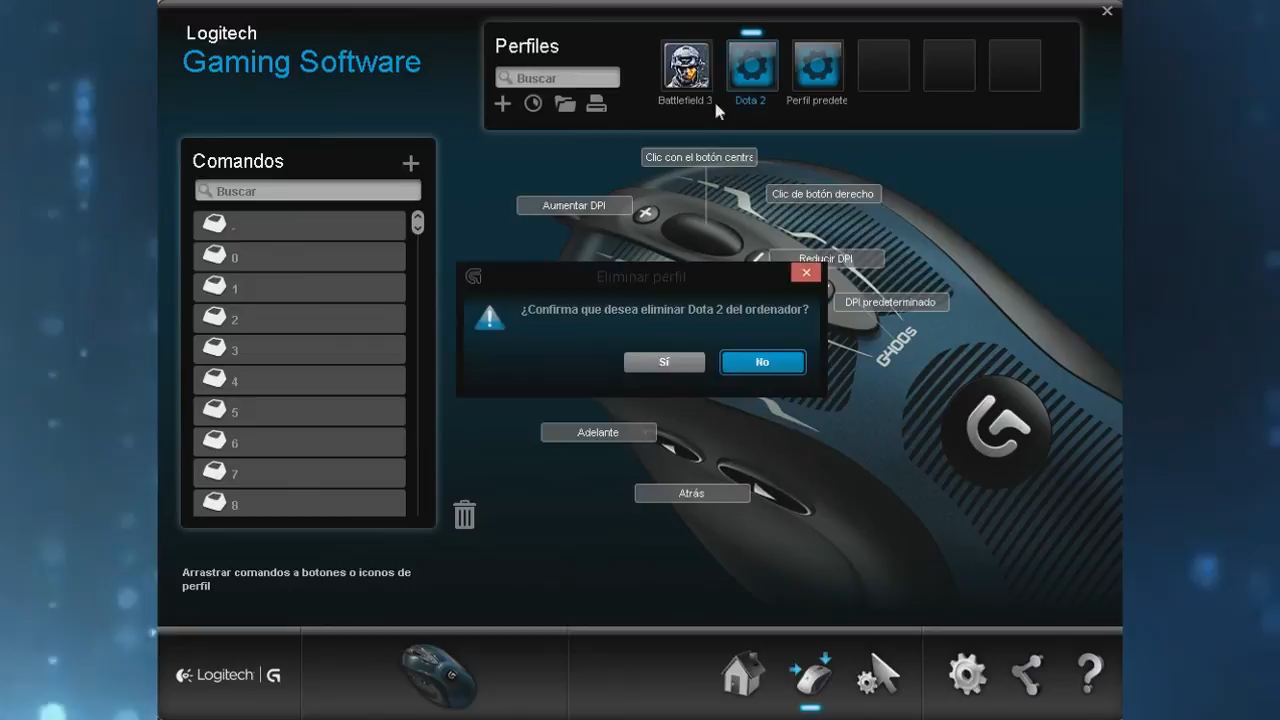 Logitech
Gaming Software
Perfiles
Buscar
Battlefield 3
Dota 2
Perfil predete
Comandos
Buscar
.
0
1
2
3
4
5
6
7
8
Clic con el botón centra
Clic de botón derecho
Aumentar DPI
Reducir DPI
DPI predeterminado
G400s
Eliminar perfil
¿Confirma que desea eliminar Dota 2 del ordenador?
Sí
No
Adelante
Atrás
Arrastrar comandos a botones o iconos de
perfil
Logitech G